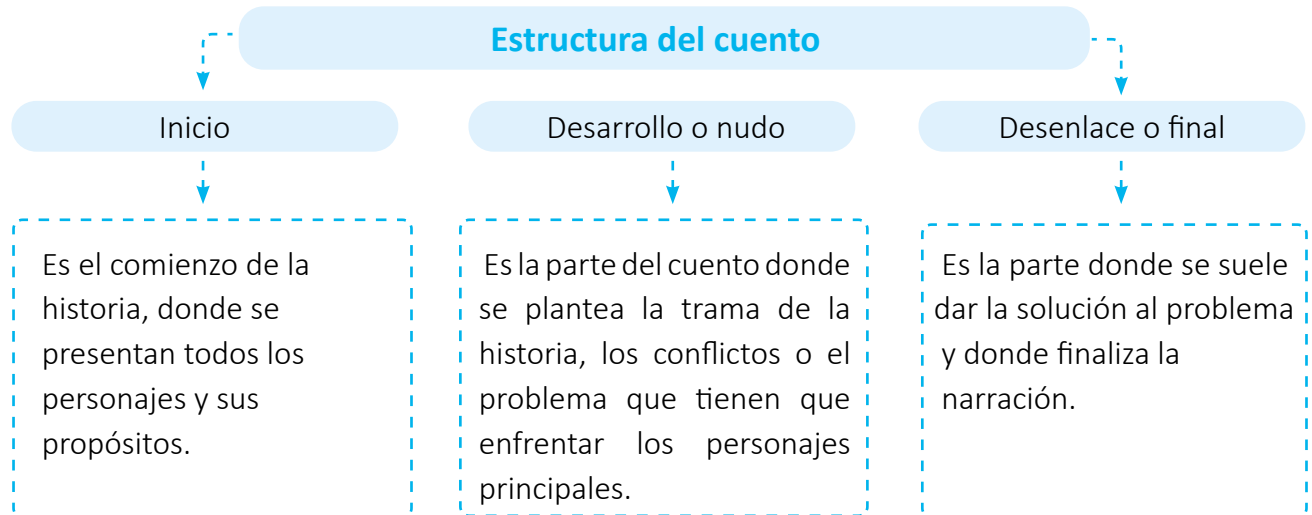 Estructura del cuento
Inicio
Es el comienzo de la
historia, donde se
presentan todos los
personajes y sus
propósitos.
Desarrollo o nudo
Es la parte del cuento donde
se plantea la trama de la
historia, los conflictos o el
problema que tienen que
enfrentar los personajes
principales.
Desenlace o final
Es la parte donde se suele
dar la solución al problema
y donde finaliza la
narración.